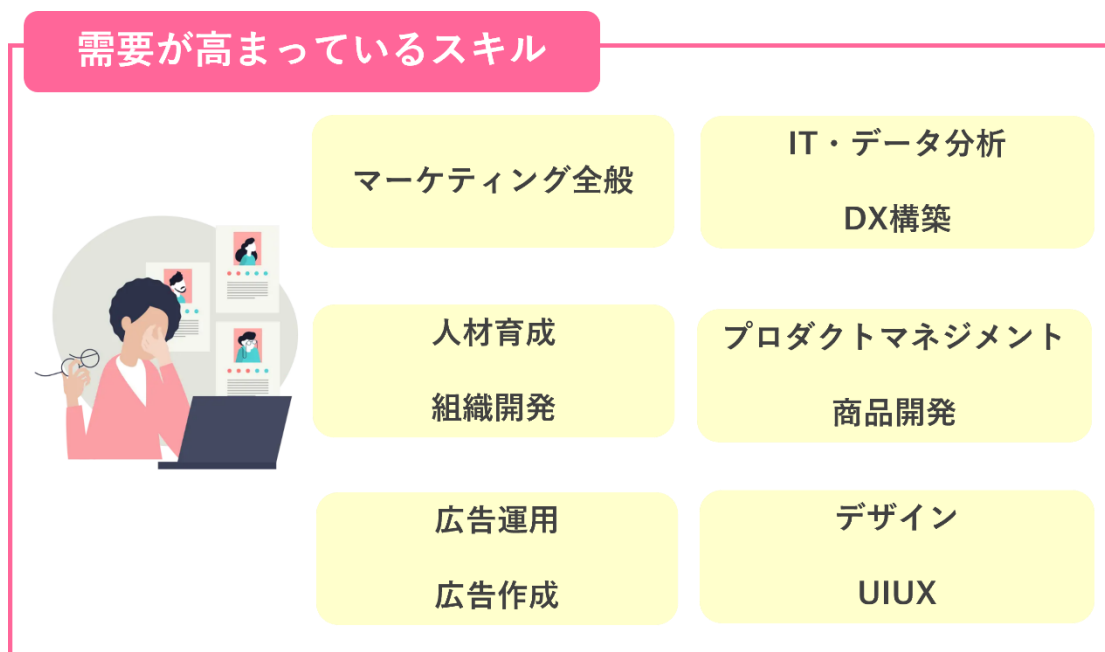 需要が高まっているスキル
マーケティング全般
IT・データ分析
DX構築
人材育成
組織開発
プロダクトマネジメント
商品開発
広告運用
広告作成
デザイン
UIUX